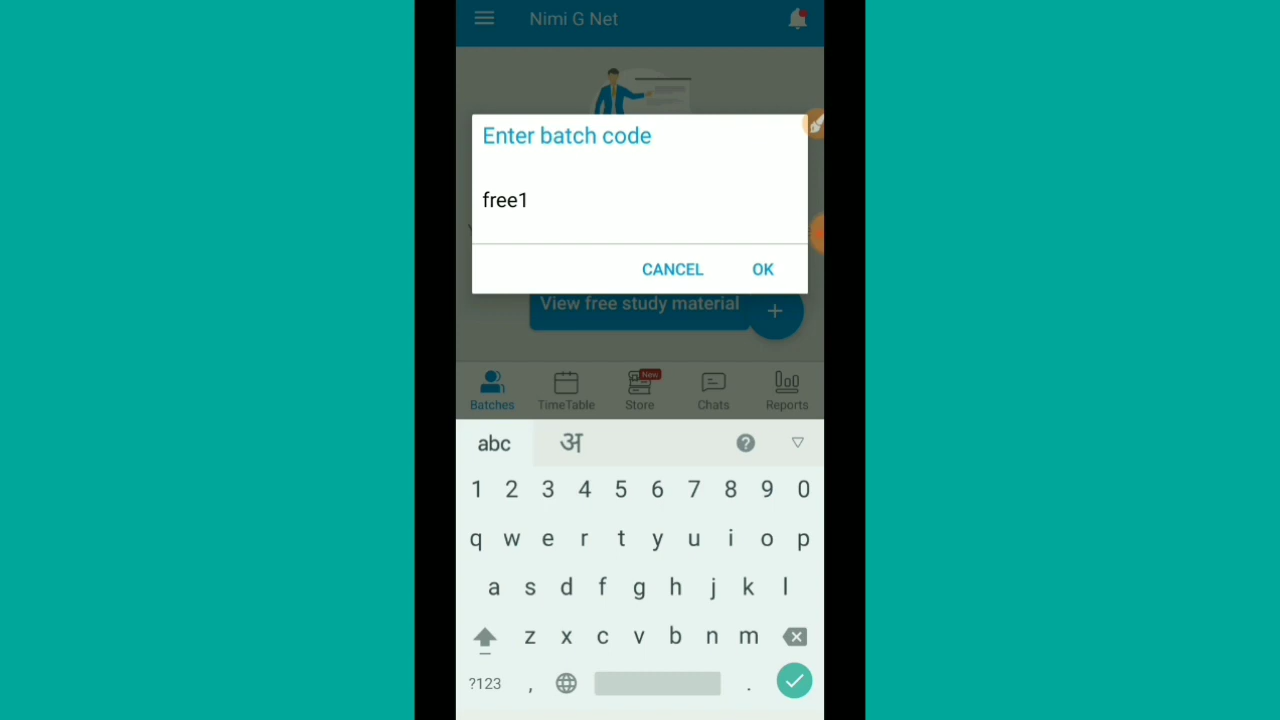 Nimi G Net
Enter batch code
free1
CANCEL OK
View free study material
New
Batches TimeTable Store Chats Reports
abc अ ?
1 2 3 4 5 6 7 8 9 0
q w e r t y u i o p
a s d f g h j k l
z x c v b n m
?123 , .